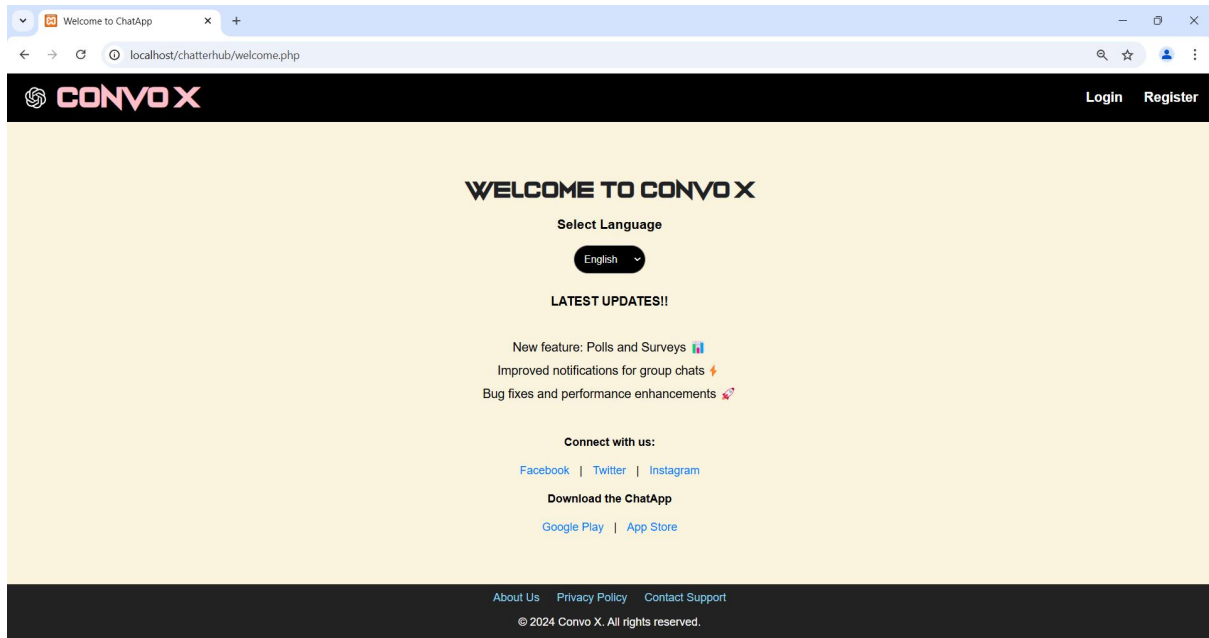 Welcome to ChatApp
localhost/chatterhub/welcome.php
CONVO X
Login Register
WELCOME TO CONVO X
Select Language
English
LATEST UPDATES!!
New feature: Polls and Surveys 📊
Improved notifications for group chats ⚡
Bug fixes and performance enhancements 🚀
Connect with us:
Facebook | Twitter | Instagram
Download the ChatApp
Google Play | App Store
About Us Privacy Policy Contact Support
© 2024 Convo X. All rights reserved.